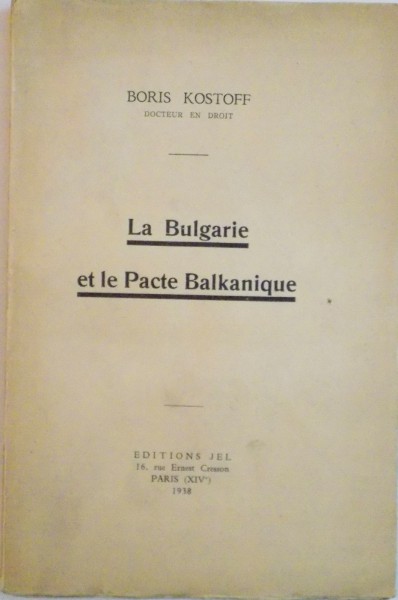 BORIS KOSTOFF
DOCTEUR EN DROIT
La Bulgarie
et le Pacte Balkanique
EDITIONS JEL
16, rue Ernest Cresson
PARIS (XIVᵉ)
1938